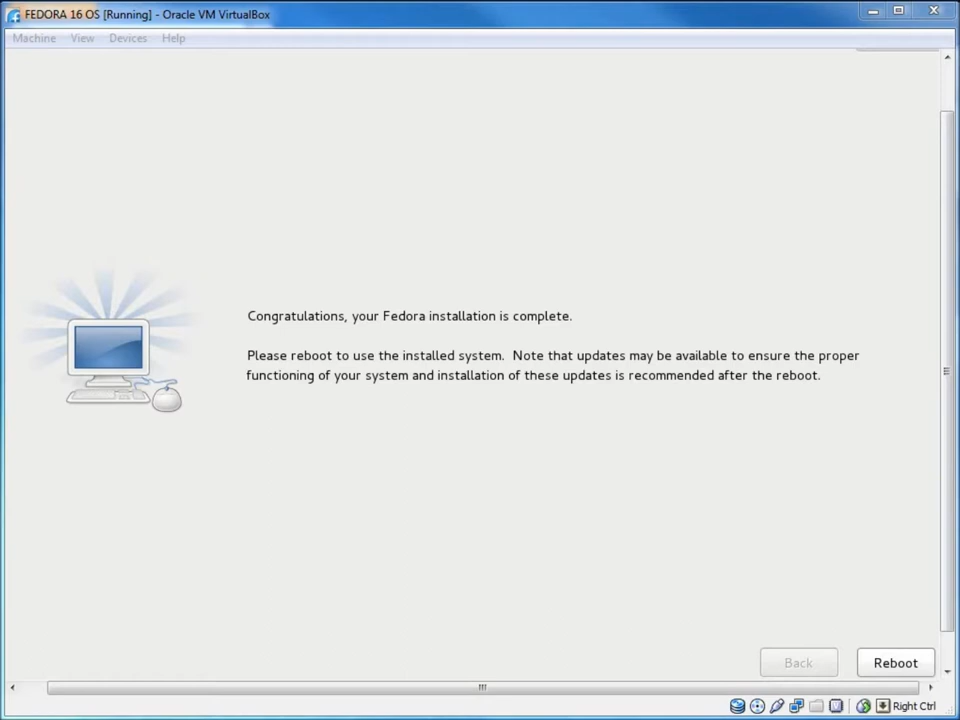 FEDORA 16 OS [Running] - Oracle VM VirtualBox
Machine View Devices Help
Congratulations, your Fedora installation is complete.
Please reboot to use the installed system. Note that updates may be available to ensure the proper
functioning of your system and installation of these updates is recommended after the reboot.
Back Reboot
Right Ctrl